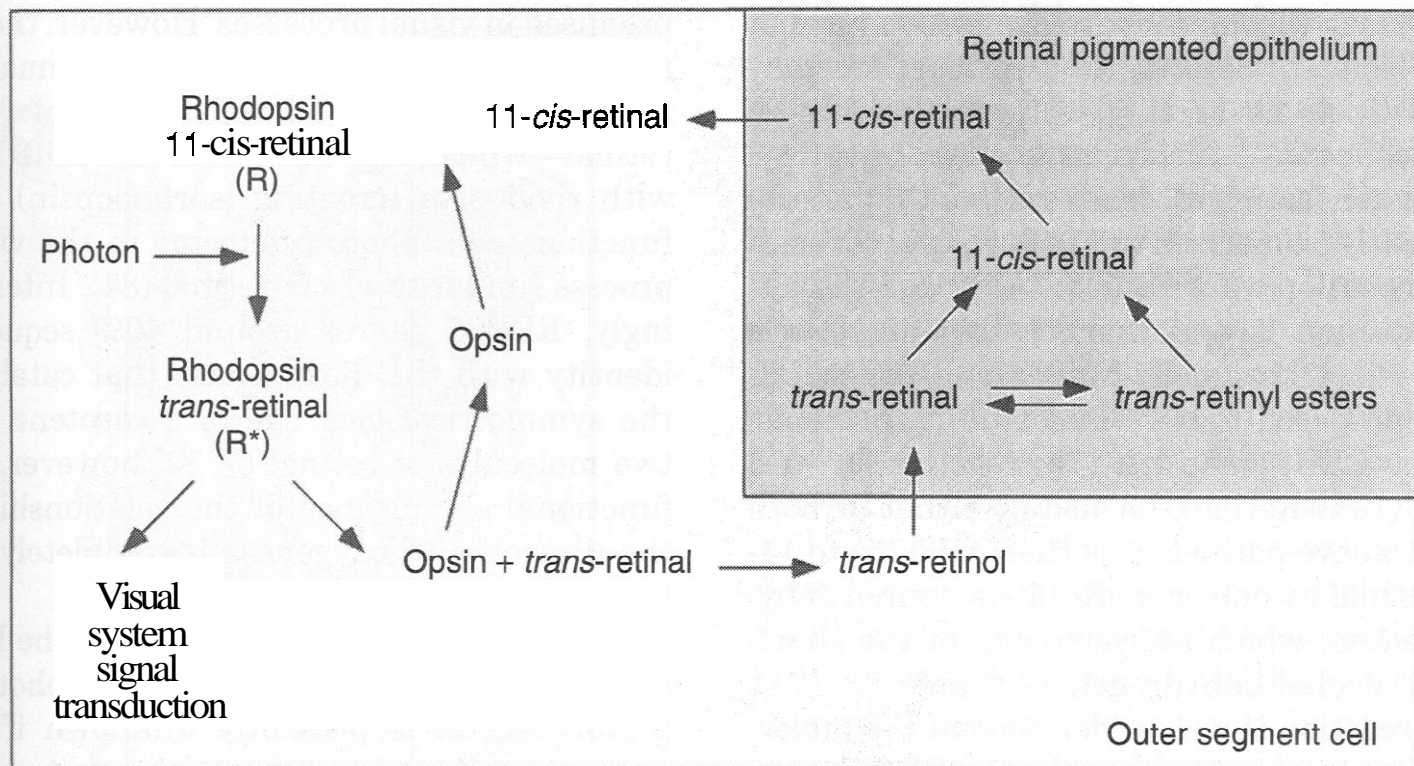 Retinal pigmented epithelium
Rhodopsin
11-cis-retinal
(R)
11-cis-retinal
11-cis-retinal
Photon
11-cis-retinal
Opsin
Rhodopsin
trans-retinal
(R*)
trans-retinal
trans-retinyl esters
Opsin + trans-retinal
trans-retinol
Visual
system
signal
transduction
Outer segment cell